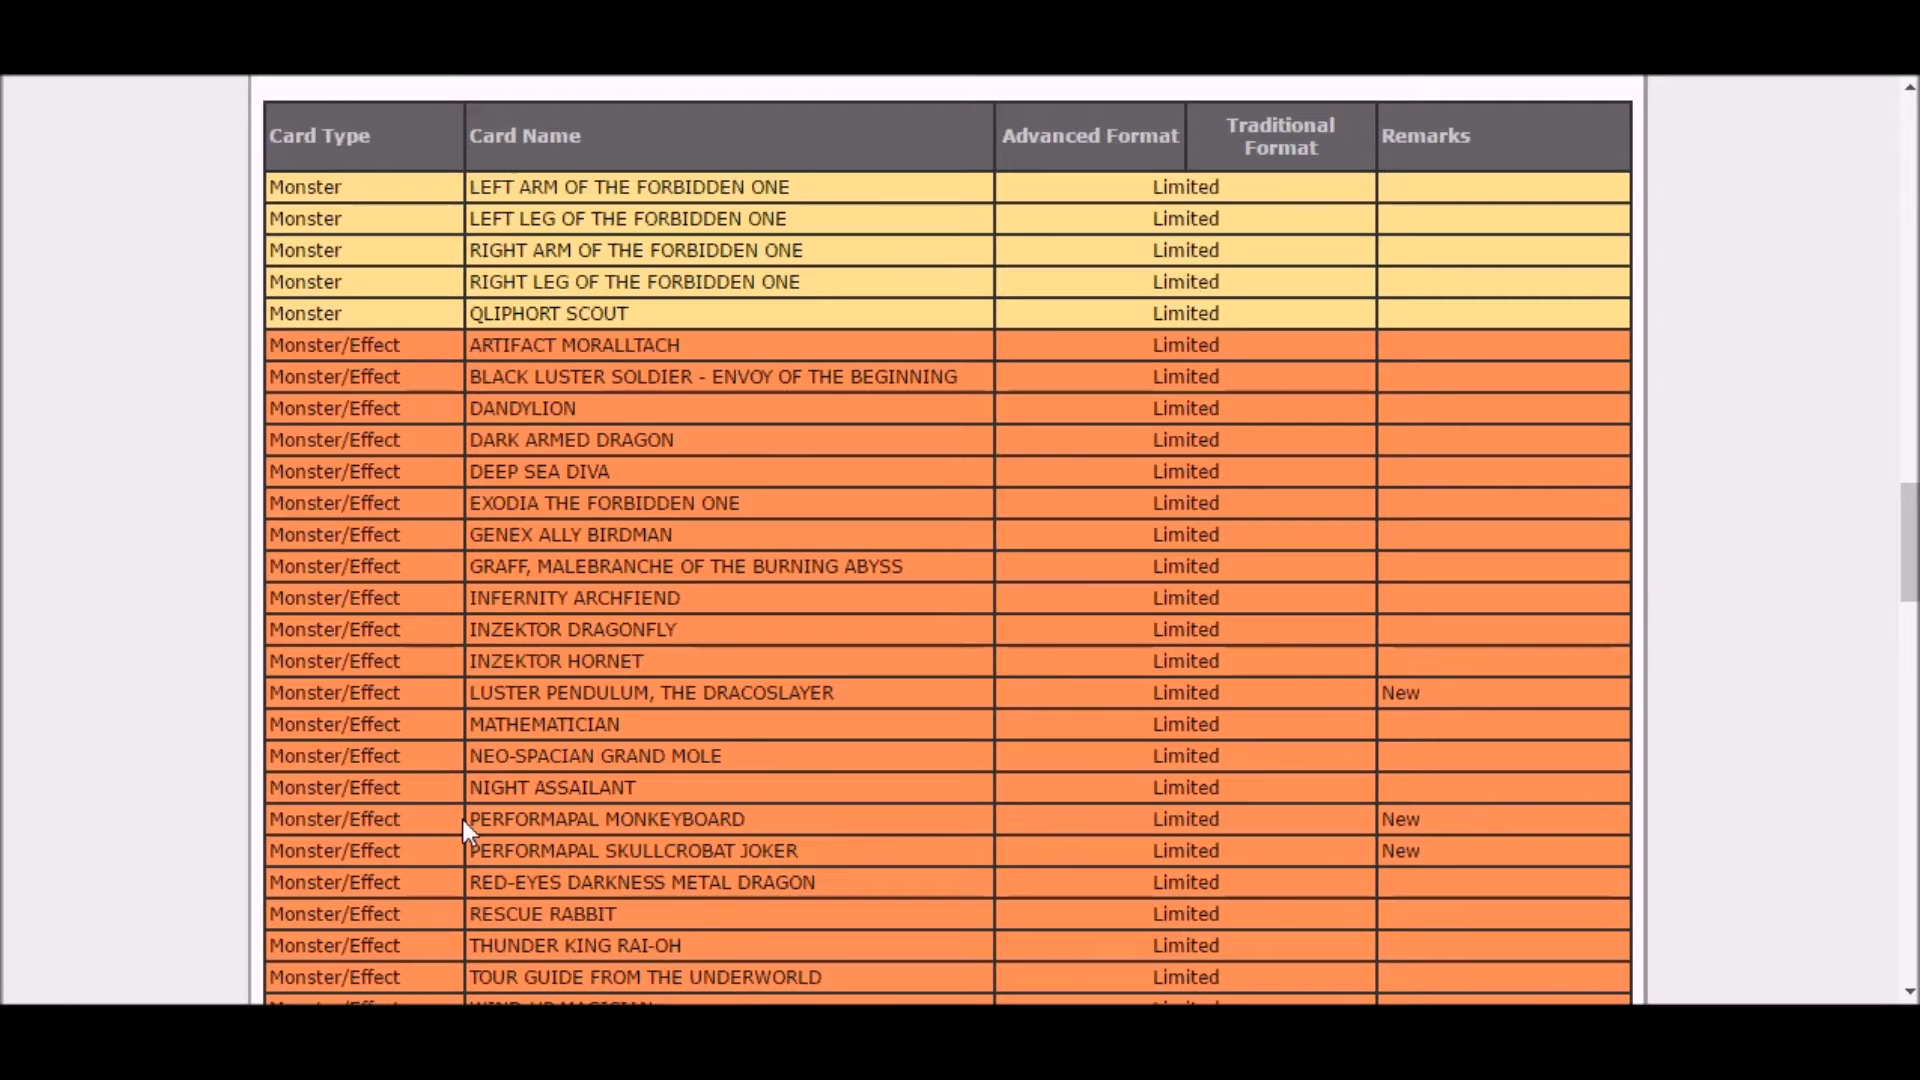 Card Type Card Name Advanced Format Traditional Format Remarks
Monster LEFT ARM OF THE FORBIDDEN ONE Limited
Monster LEFT LEG OF THE FORBIDDEN ONE Limited
Monster RIGHT ARM OF THE FORBIDDEN ONE Limited
Monster RIGHT LEG OF THE FORBIDDEN ONE Limited
Monster QLIPHORT SCOUT Limited
Monster/Effect ARTIFACT MORALLTACH Limited
Monster/Effect BLACK LUSTER SOLDIER - ENVOY OF THE BEGINNING Limited
Monster/Effect DANDYLION Limited
Monster/Effect DARK ARMED DRAGON Limited
Monster/Effect DEEP SEA DIVA Limited
Monster/Effect EXODIA THE FORBIDDEN ONE Limited
Monster/Effect GENEX ALLY BIRDMAN Limited
Monster/Effect GRAFF, MALEBRANCHE OF THE BURNING ABYSS Limited
Monster/Effect INFERNITY ARCHFIEND Limited
Monster/Effect INZEKTOR DRAGONFLY Limited
Monster/Effect INZEKTOR HORNET Limited
Monster/Effect LUSTER PENDULUM, THE DRACOSLAYER Limited New
Monster/Effect MATHEMATICIAN Limited
Monster/Effect NEO-SPACIAN GRAND MOLE Limited
Monster/Effect NIGHT ASSAILANT Limited
Monster/Effect PERFORMAPAL MONKEYBOARD Limited New
Monster/Effect PERFORMAPAL SKULLCROBAT JOKER Limited New
Monster/Effect RED-EYES DARKNESS METAL DRAGON Limited
Monster/Effect RESCUE RABBIT Limited
Monster/Effect THUNDER KING RAI-OH Limited
Monster/Effect TOUR GUIDE FROM THE UNDERWORLD Limited